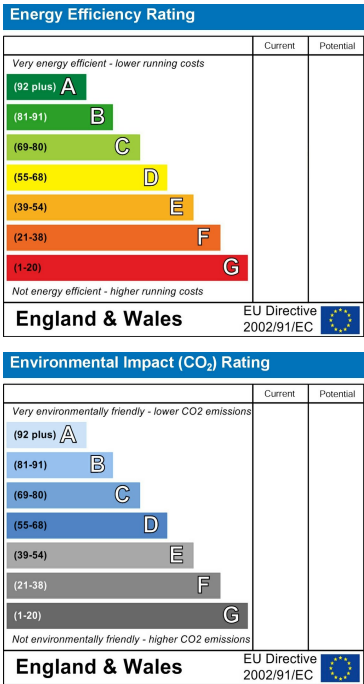 Energy Efficiency Rating
Current Potential
Very energy efficient - lower running costs
(92 plus) A
(81-91) B
(69-80) C
(55-68) D
(39-54) E
(21-38) F
(1-20) G
Not energy efficient - higher running costs
England & Wales
EU Directive
2002/91/EC
Environmental Impact (CO₂) Rating
Current Potential
Very environmentally friendly - lower CO2 emissions
(92 plus) A
(81-91) B
(69-80) C
(55-68) D
(39-54) E
(21-38) F
(1-20) G
Not environmentally friendly - higher CO2 emissions
England & Wales
EU Directive
2002/91/EC